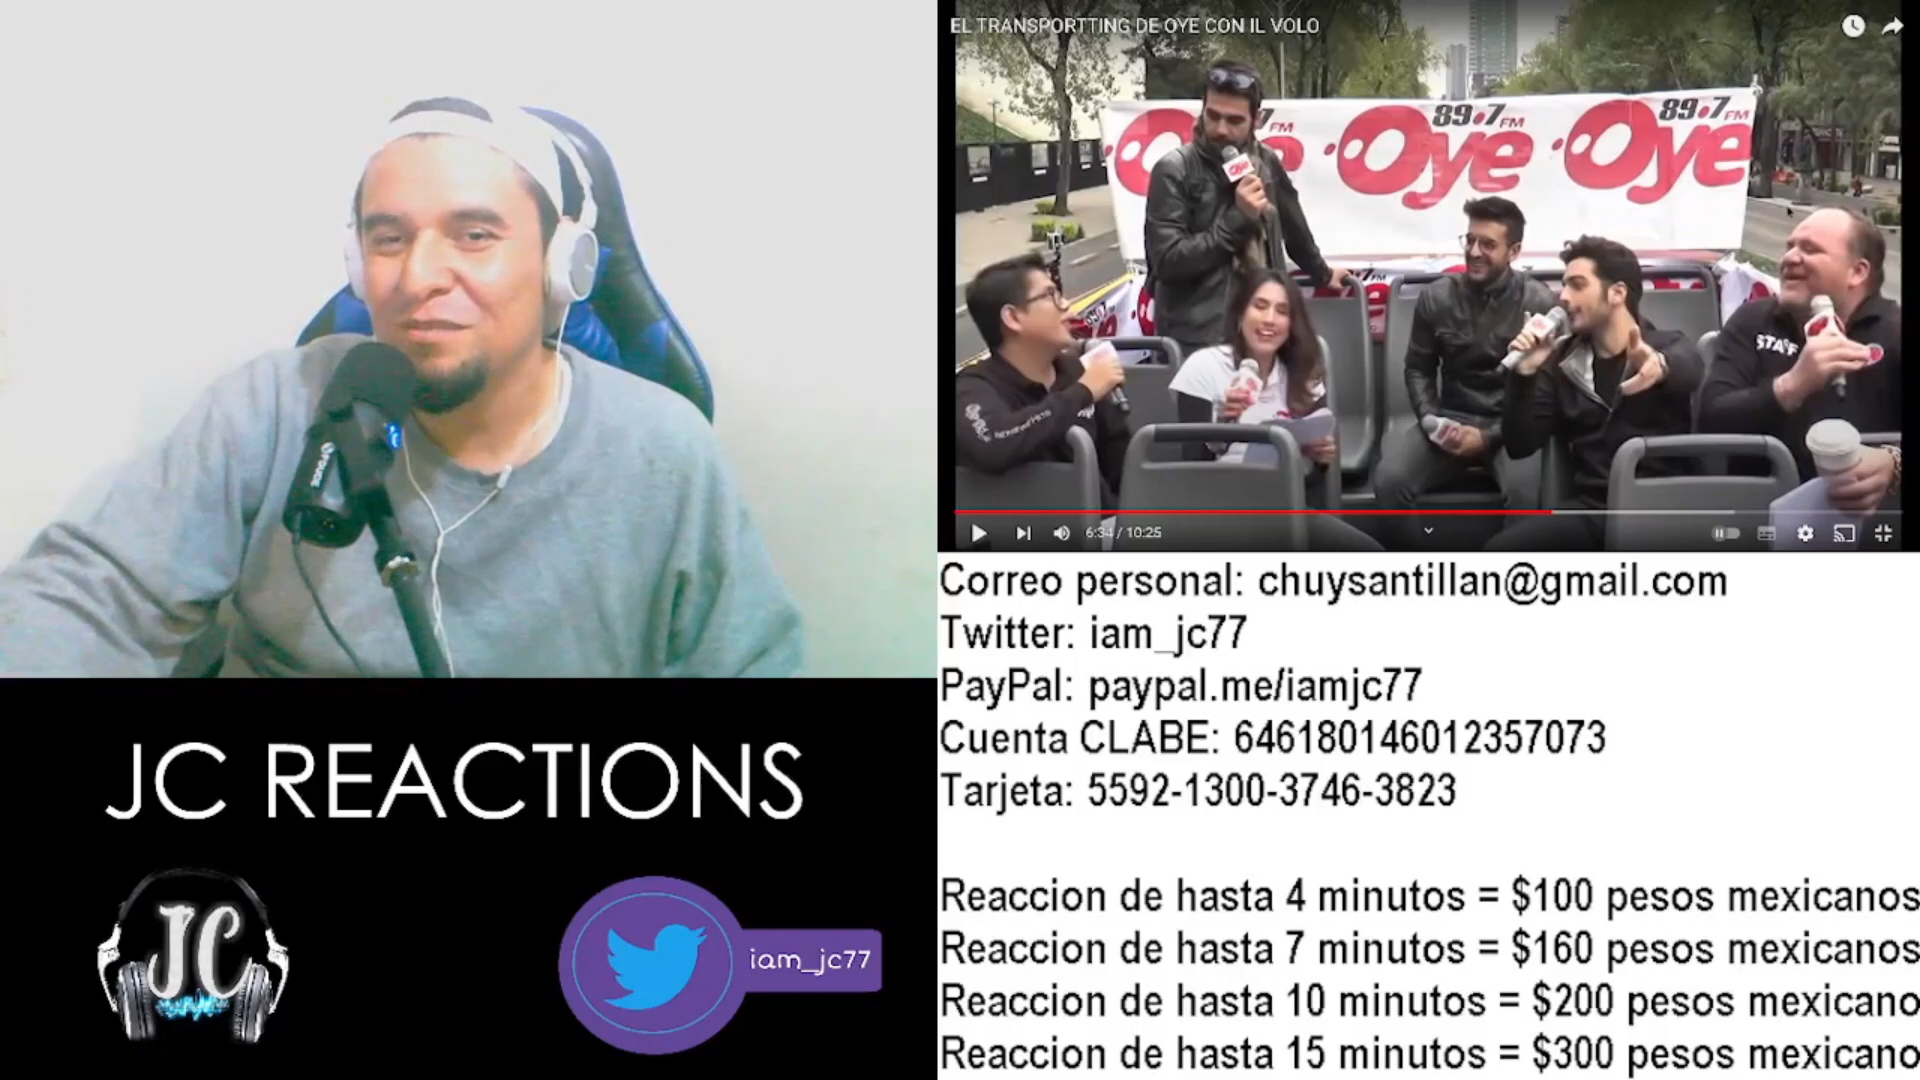 EL TRANSPORTTING DE OYE CON IL VOLO
89.7 FM
89.7 FM
Oye
Oye
Oye
STAFF
6:34 / 10:25
Correo personal: chuysantillan@gmail.com
Twitter: iam_jc77
PayPal: paypal.me/iamjc77
Cuenta CLABE: 646180146012357073
Tarjeta: 5592-1300-3746-3823
Reaccion de hasta 4 minutos = $100 pesos mexicanos
Reaccion de hasta 7 minutos = $160 pesos mexicanos
Reaccion de hasta 10 minutos = $200 pesos mexicano
Reaccion de hasta 15 minutos = $300 pesos mexicano
JC REACTIONS
JC
iam_jc77